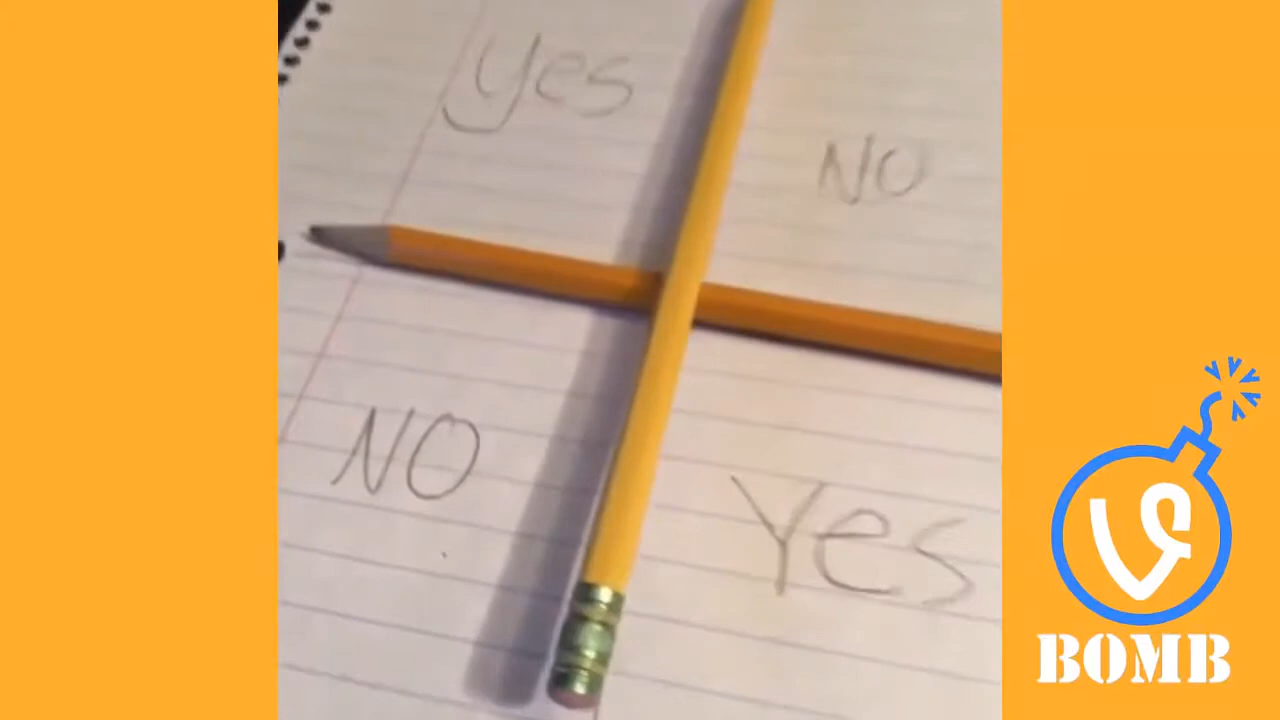 yes
NO
NO
Yes
BOMB